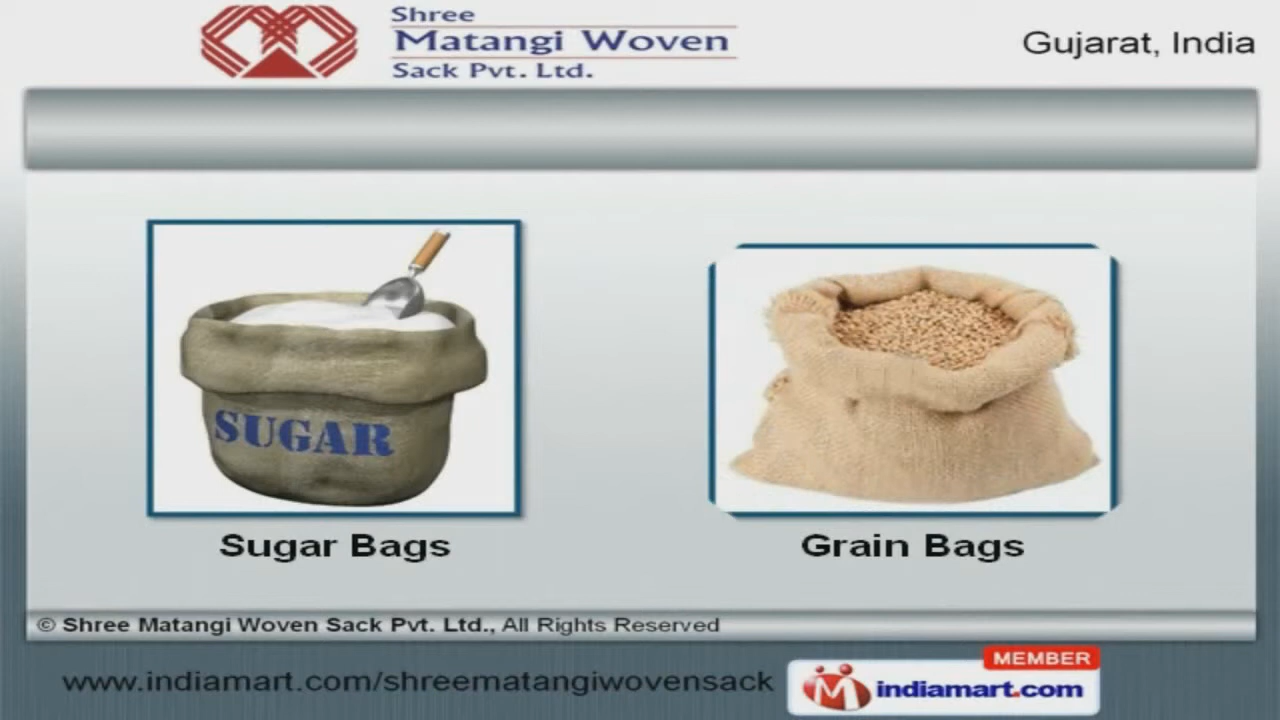 Shree
Matangi Woven
Sack Pvt. Ltd.
Gujarat, India
SUGAR
Sugar Bags
Grain Bags
© Shree Matangi Woven Sack Pvt. Ltd., All Rights Reserved
www.indiamart.com/shreematangiwovensack
MEMBER
indiamart.com